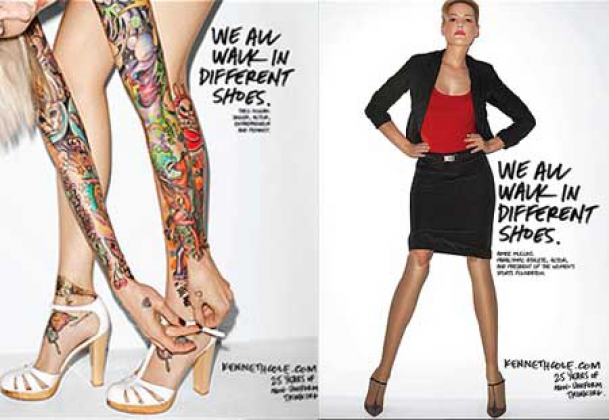 WE ALL
WALK IN
DIFFERENT
SHOES.
AND FEMINIST.
KENNETHCOLE.COM
25 YEARS OF
NON-UNIFORM
THINKING
WE ALL
WALK IN
DIFFERENT
SHOES.
AIMEE MULLINS,
PARALYMPIC ATHLETE, ACTOR,
AND PRESIDENT OF THE WOMEN'S
SPORTS FOUNDATION.
KENNETHCOLE.COM
25 YEARS OF
NON-UNIFORM
THINKING